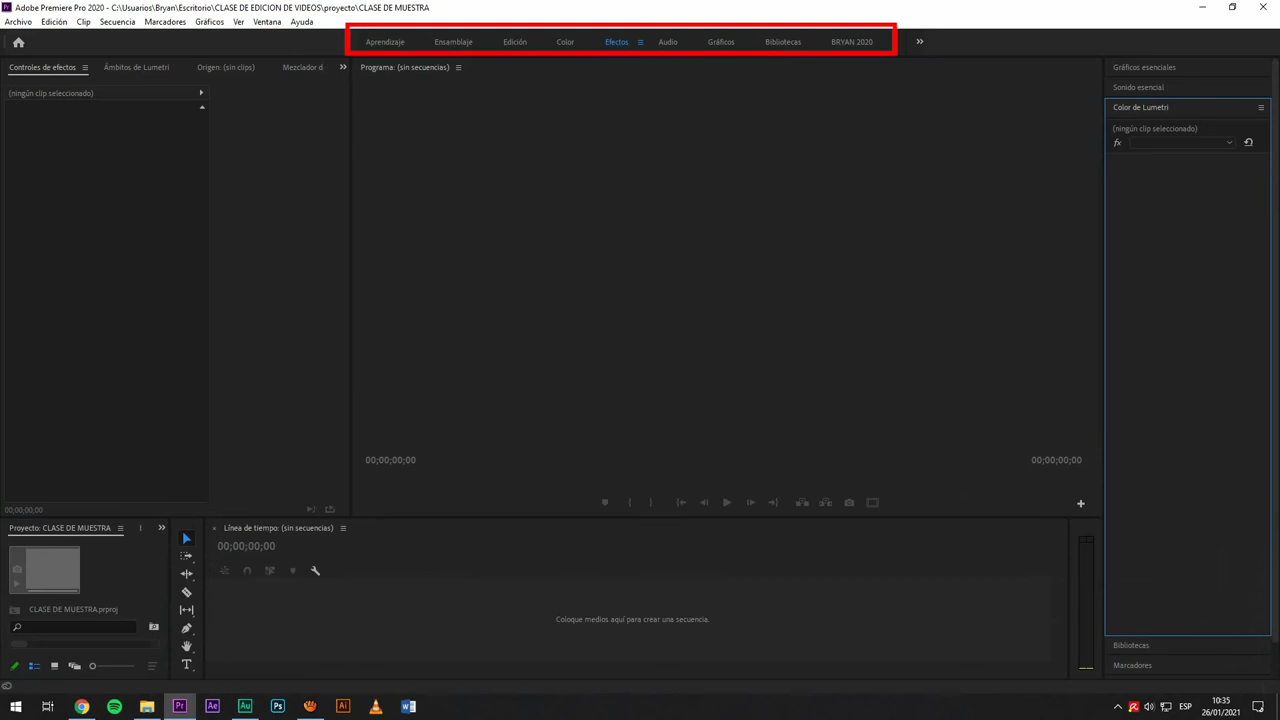 Adobe Premiere Pro 2020 - C:\Usuarios\Bryan\Escritorio\CLASE DE EDICION DE VIDEOS\proyecto\CLASE DE MUESTRA
Archivo Edición Clip Secuencia Marcadores Gráficos Ver Ventana Ayuda
Aprendizaje Ensamblaje Edición Color Efectos Audio Gráficos Bibliotecas BRYAN 2020
Controles de efectos Ámbitos de Lumetri Origen: (sin clips) Mezclador d
Programa: (sin secuencias)
Gráficos esenciales
Sonido esencial
(ningún clip seleccionado)
Color de Lumetri
(ningún clip seleccionado)
fx
00;00;00;00 00;00;00;00
00;00;00;00
Proyecto: CLASE DE MUESTRA
Línea de tiempo: (sin secuencias)
00;00;00;00
CLASE DE MUESTRA.prproj
Coloque medios aquí para crear una secuencia.
Bibliotecas
Marcadores
Pr Ae Au Ps Ai
ESP
10:35
26/01/2021